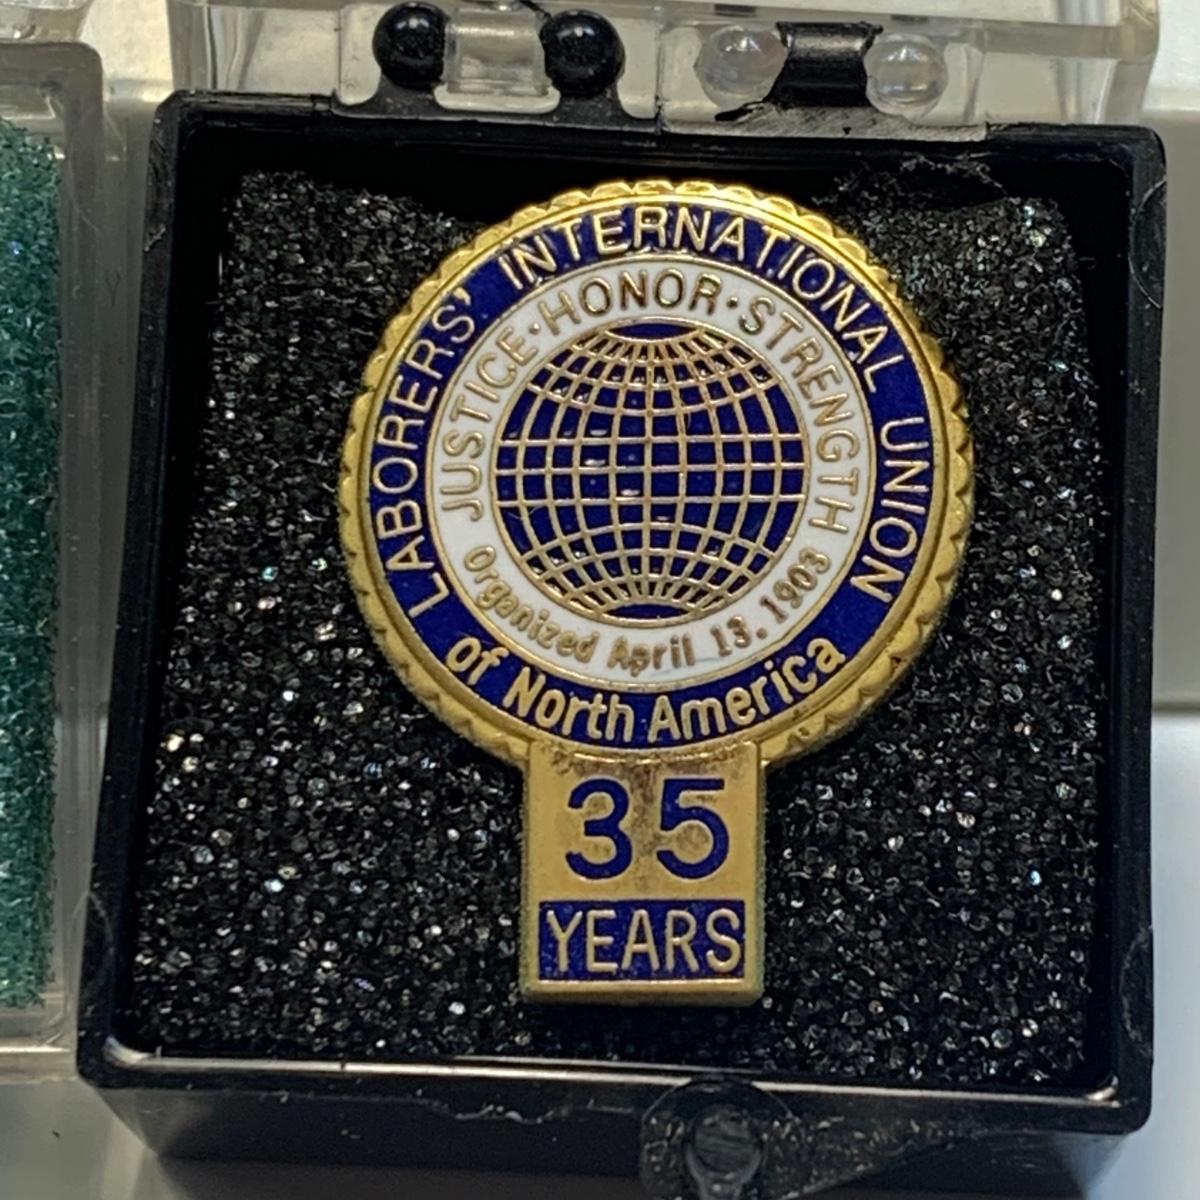 LABORERS' INTERNATIONAL UNION
of North America
JUSTICE·HONOR·STRENGTH
Organized April 13. 1903
35
YEARS